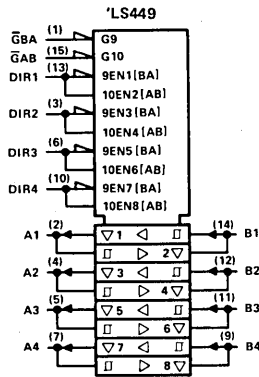 'LS449
G̅BA (1) G9
G̅AB (15) G10
DIR1 (13) 9EN1[BA]
10EN2[AB]
DIR2 (3) 9EN3[BA]
10EN4[AB]
DIR3 (6) 9EN5[BA]
10EN6[AB]
DIR4 (10) 9EN7[BA]
10EN8[AB]
A1 (2) ▽ 1 ◁ (14) B1
▷ 2 ▽
A2 (4) ▽ 3 ◁ (12) B2
▷ 4 ▽
A3 (5) ▽ 5 ◁ (11) B3
▷ 6 ▽
A4 (7) ▽ 7 ◁ (9) B4
▷ 8 ▽